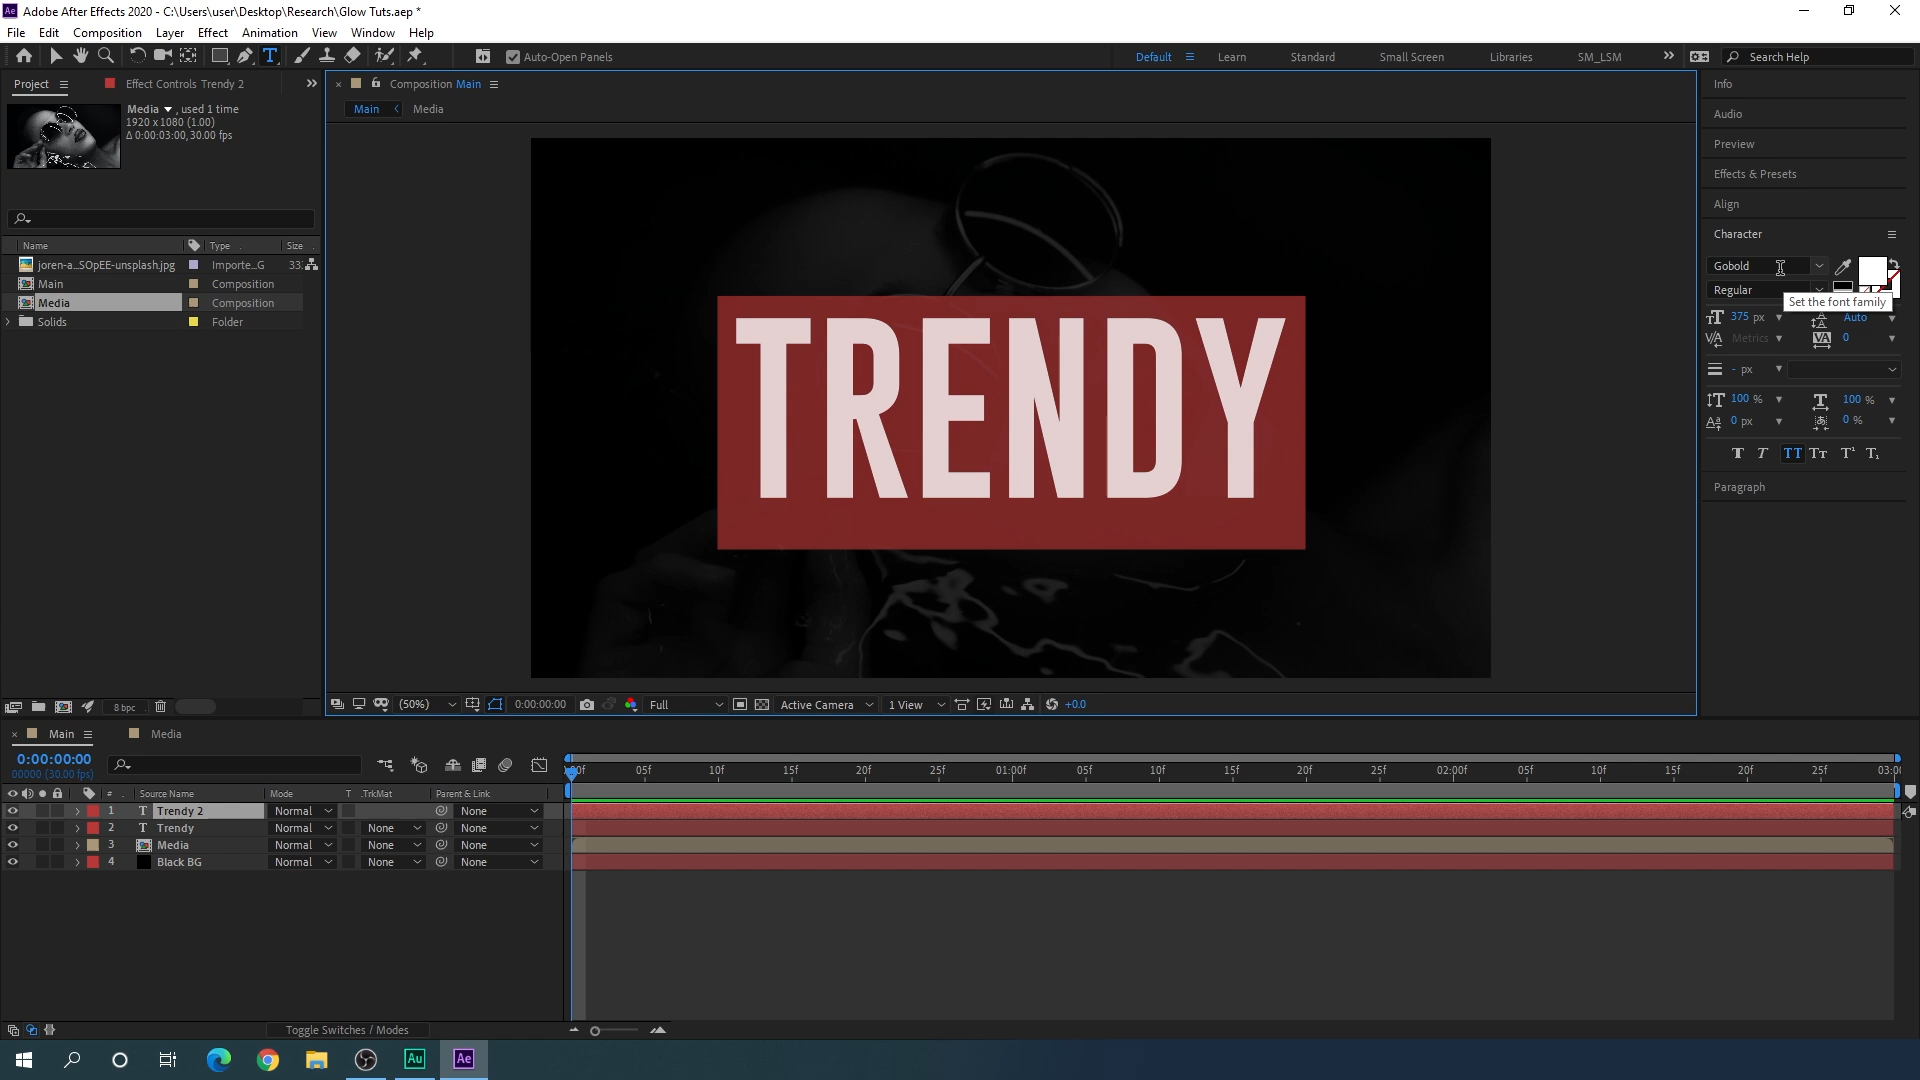 Adobe After Effects 2020 - C:\Users\user\Desktop\Research\Glow Tuts.aep *
File Edit Composition Layer Effect Animation View Window Help
Auto-Open Panels
Default Learn Standard Small Screen Libraries SM_LSM Search Help
Project Effect Controls Trendy 2
Media , used 1 time
1920 x 1080 (1.00)
Δ 0:00:03:00, 30.00 fps
Name Type Size
joren-a...SOpEE-unsplash.jpg Importe...G
Main Composition
Media Composition
Solids Folder
8 bpc
Composition Main
Main Media
TRENDY
(50%) 0:00:00:00 Full Active Camera 1 View +0.0
Info
Audio
Preview
Effects & Presets
Align
Character
Gobold
Regular
Set the font family
375 px Auto
Metrics 0
- px
100 % 100 %
0 px 0 %
Paragraph
Main Media
0:00:00:00
00000 (30.00 fps)
05f 10f 15f 20f 25f 01:00f 05f 10f 15f 20f 25f 02:00f 05f 10f 15f 20f 25f
# Source Name Mode T .TrkMat Parent & Link
1 T Trendy 2 Normal None
2 T Trendy Normal None None
3 Media Normal None None
4 Black BG Normal None None
Toggle Switches / Modes
Au Ae